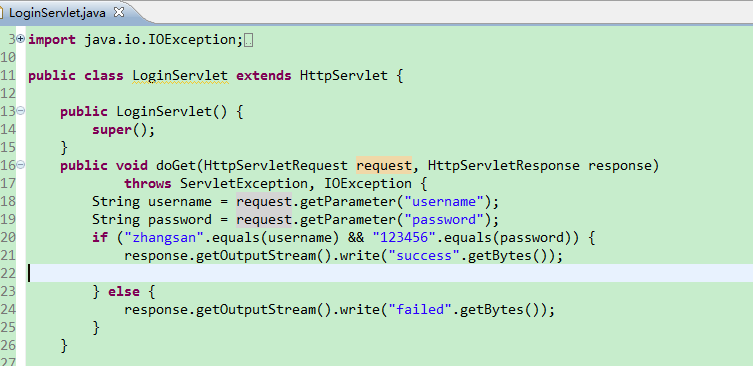 LoginServlet.java
3 import java.io.IOException;
10
11 public class LoginServlet extends HttpServlet {
12
13 public LoginServlet() {
14 super();
15 }
16 public void doGet(HttpServletRequest request, HttpServletResponse response)
17 throws ServletException, IOException {
18 String username = request.getParameter("username");
19 String password = request.getParameter("password");
20 if ("zhangsan".equals(username) && "123456".equals(password)) {
21 response.getOutputStream().write("success".getBytes());
22
23 } else {
24 response.getOutputStream().write("failed".getBytes());
25 }
26 }
27